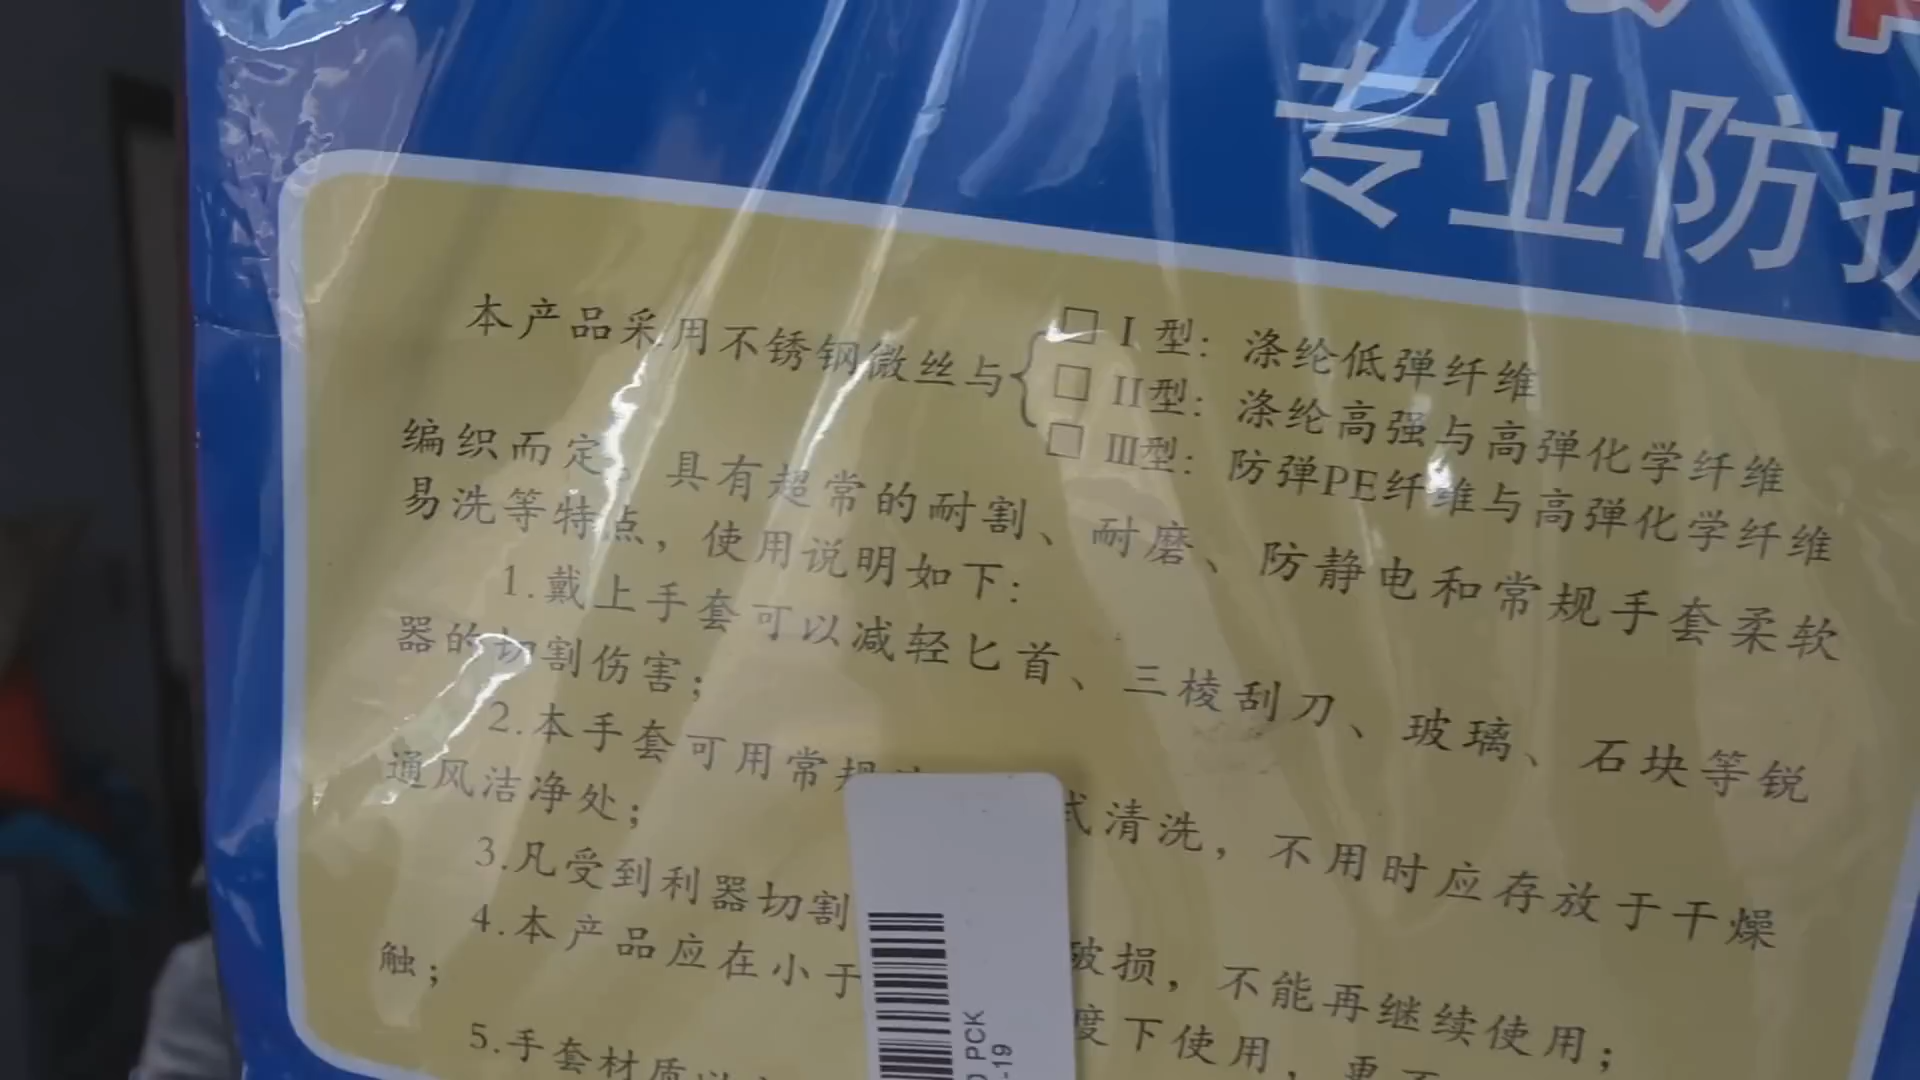 专业防护
本产品采用不锈钢微丝与
□ I 型：涤纶低弹纤维
□ II型：涤纶高强与高弹化学纤维
□ III型：防弹PE纤维与高弹化学纤维
编织而定。具有超常的耐割、耐磨、防静电和常规手套柔软
易洗等特点，使用说明如下：
1.戴上手套可以减轻匕首、三棱刮刀、玻璃、石块等锐
器的切割伤害；
2.本手套可用常规 式清洗，不用时应存放于干燥
通风洁净处；
3.凡受到利器切割 破损，不能再继续使用；
4.本产品应在小于 度下使用，
触；
5.手套材质
PCK
-19